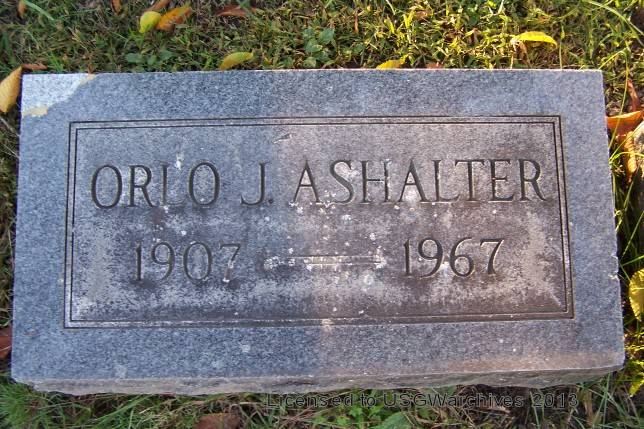 ORLO J. ASHALTER
1907 — 1967
Licensed to USGWarchives 2013